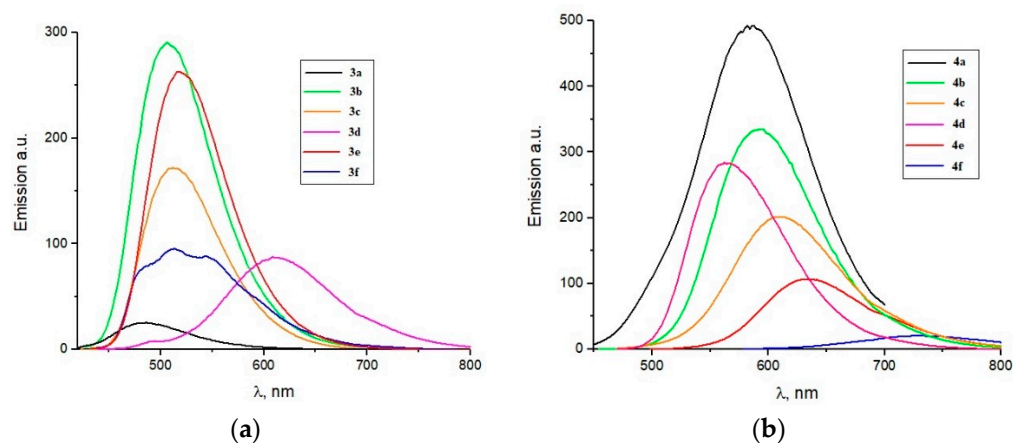 300
200
100
0
Emission a.u.
500
600
700
800
λ, nm
3a
3b
3c
3d
3e
3f
(a)
500
400
300
200
100
0
Emission a.u.
500
600
700
800
λ, nm
4a
4b
4c
4d
4e
4f
(b)